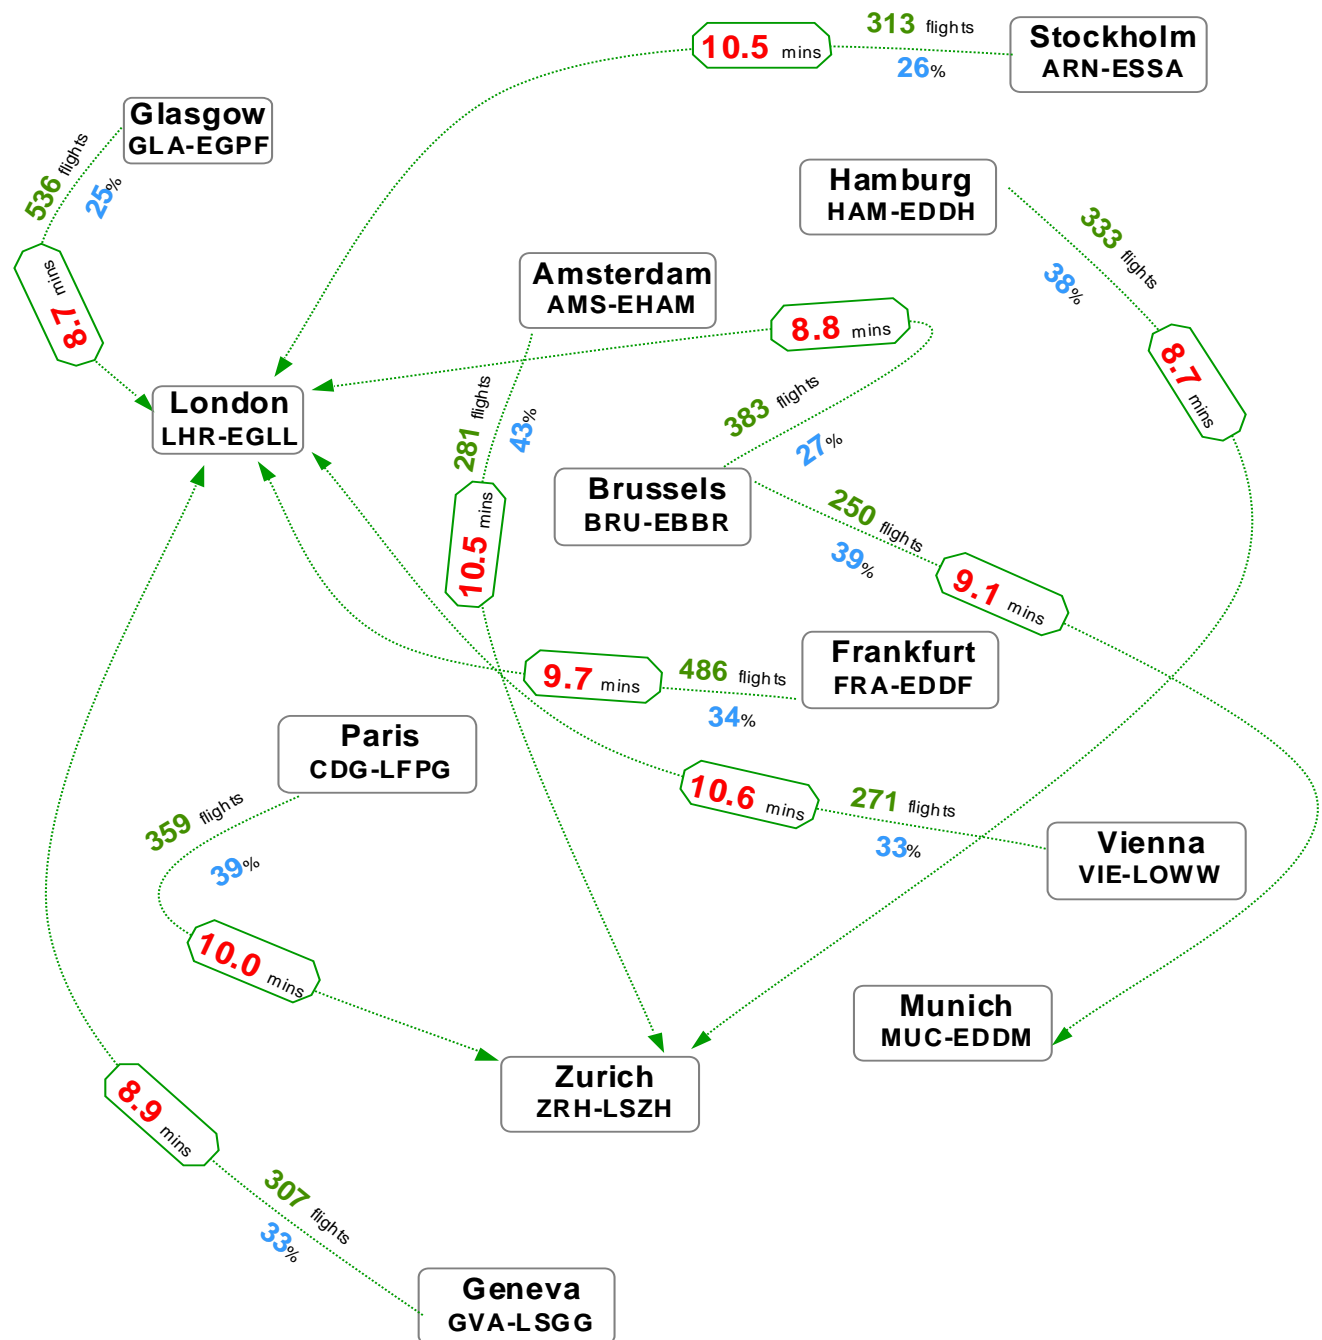 313 flights
10.5 mins
26%
Stockholm
ARN-ESSA
Glasgow
GLA-EGPF
536 flights
25%
8.7 mins
Hamburg
HAM-EDDH
333 flights
38%
8.7 mins
Amsterdam
AMS-EHAM
281 flights
43%
10.5 mins
8.8 mins
383 flights
27%
London
LHR-EGLL
Brussels
BRU-EBBR
250 flights
39%
9.1 mins
Frankfurt
FRA-EDDF
486 flights
34%
9.7 mins
Paris
CDG-LFPG
359 flights
39%
10.0 mins
10.6 mins
271 flights
33%
Vienna
VIE-LOWW
Munich
MUC-EDDM
Zurich
ZRH-LSZH
8.9 mins
307 flights
33%
Geneva
GVA-LSGG